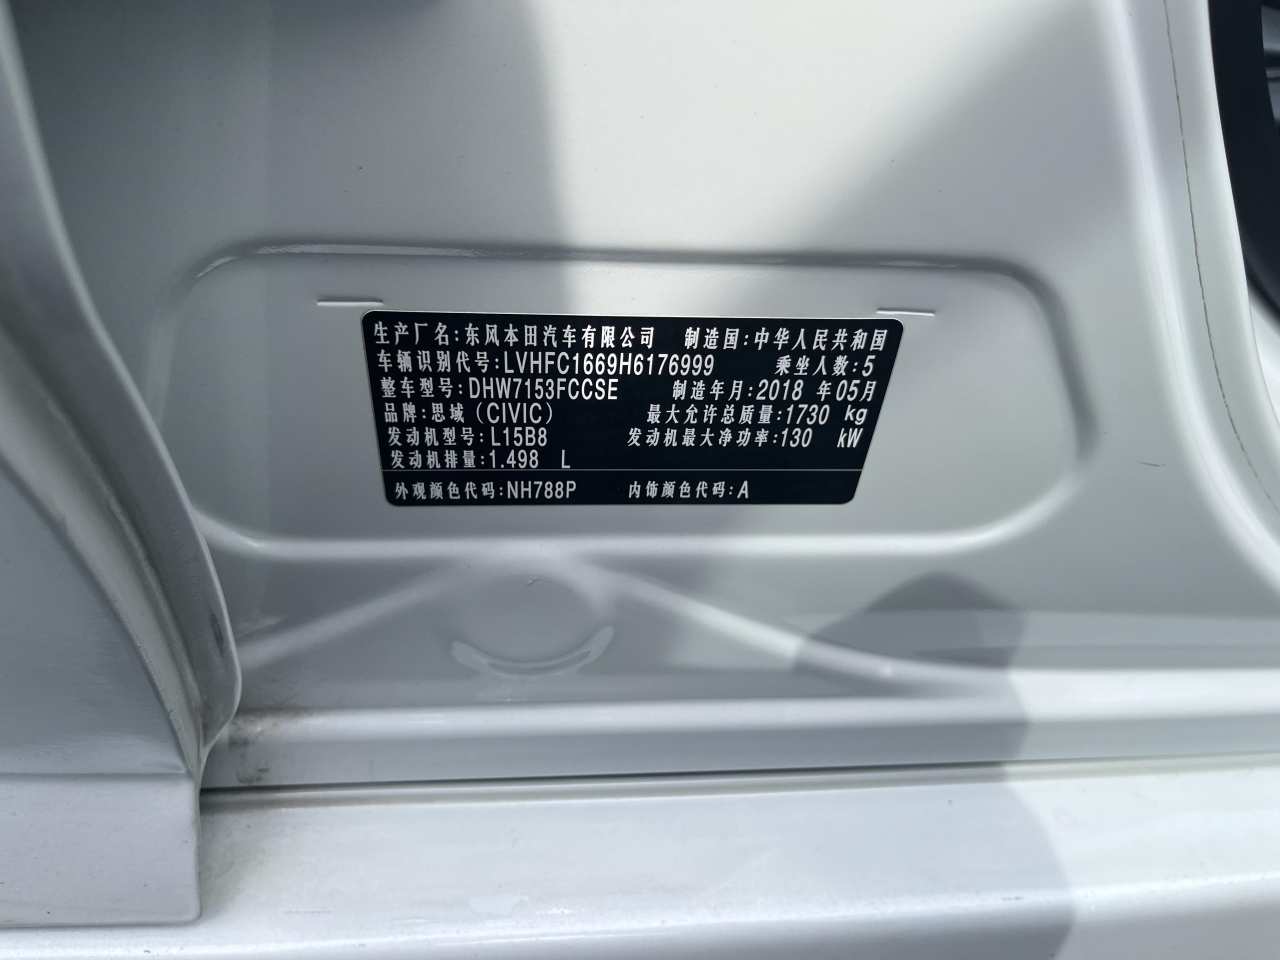 生产厂名:东风本田汽车有限公司 制造国:中华人民共和国
车辆识别代号:LVHFC1669H6176999 乘坐人数:5
整车型号:DHW7153FCCSE 制造年月:2018 年05月
品牌:思域(CIVIC) 最大允许总质量:1730 kg
发动机型号:L15B8 发动机最大净功率:130 kW
发动机排量:1.498 L
外观颜色代码:NH788P 内饰颜色代码:A